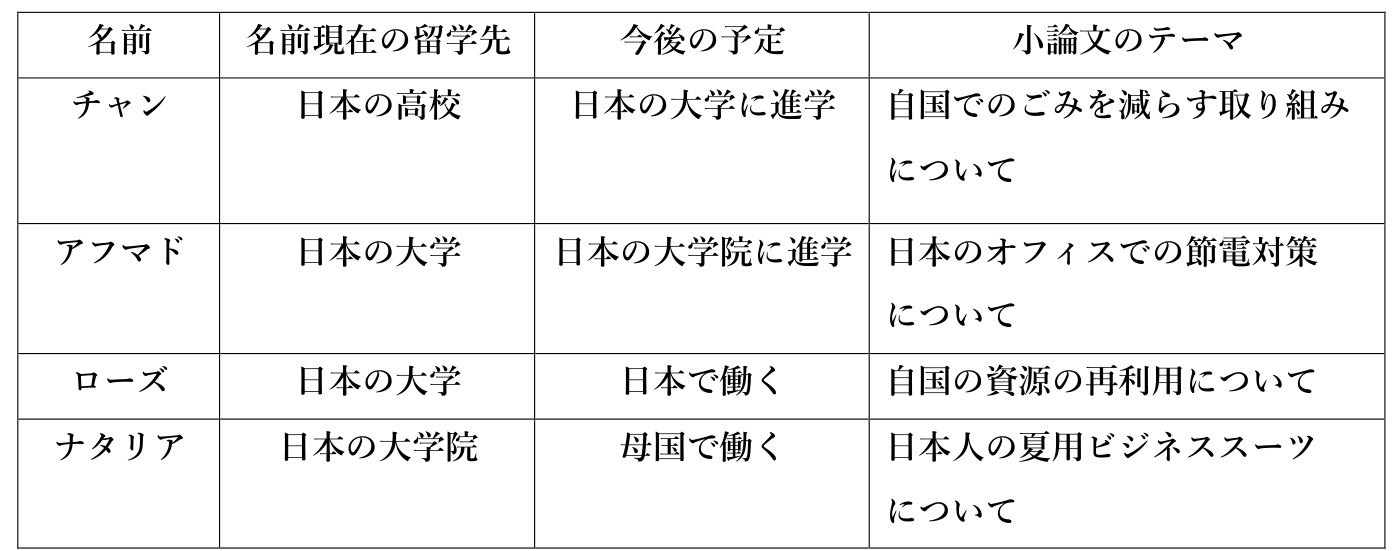 名前 名前現在の留学先 今後の予定 小論文のテーマ
チャン 日本の高校 日本の大学に進学 自国でのごみを減らす取り組み
について
アフマド 日本の大学 日本の大学院に進学 日本のオフィスでの節電対策
について
ローズ 日本の大学 日本で働く 自国の資源の再利用について
ナタリア 日本の大学院 母国で働く 日本人の夏用ビジネススーツ
について